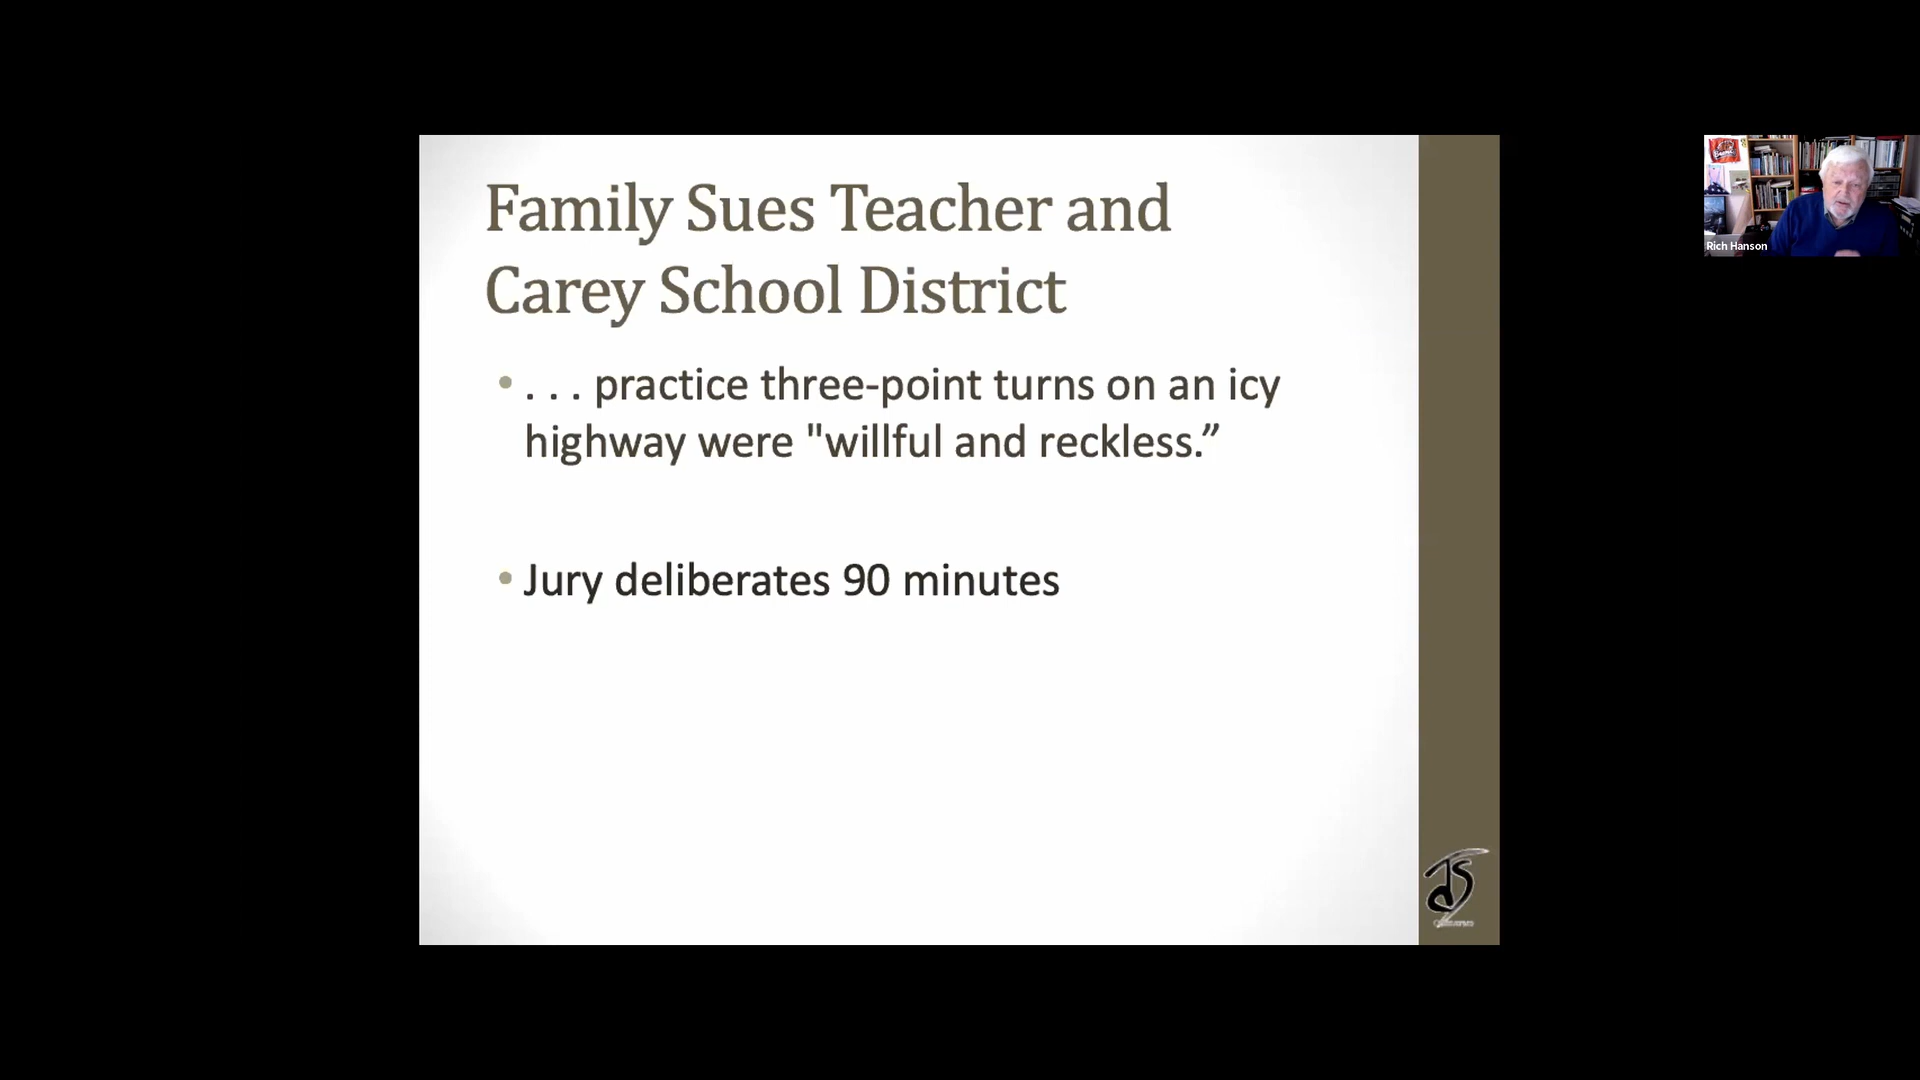 Family Sues Teacher and
Carey School District
• . . . practice three-point turns on an icy
highway were "willful and reckless.”
• Jury deliberates 90 minutes
Rich Hanson